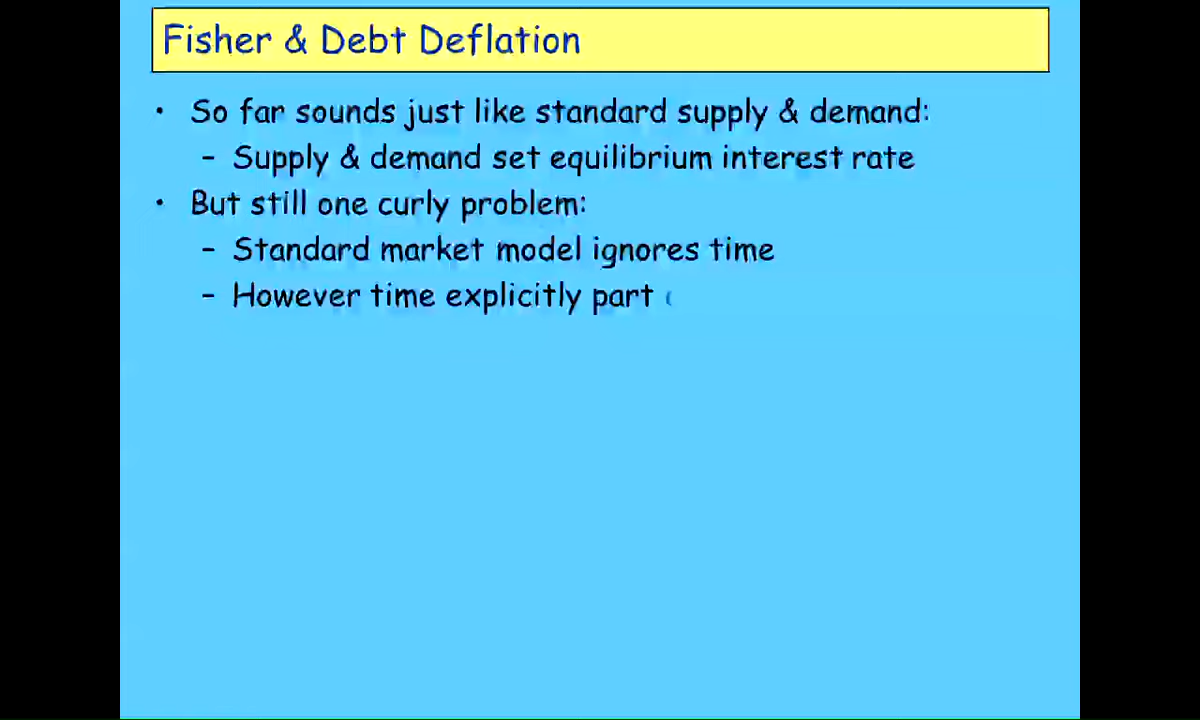 Fisher & Debt Deflation
• So far sounds just like standard supply & demand:
– Supply & demand set equilibrium interest rate
• But still one curly problem:
– Standard market model ignores time
– However time explicitly part